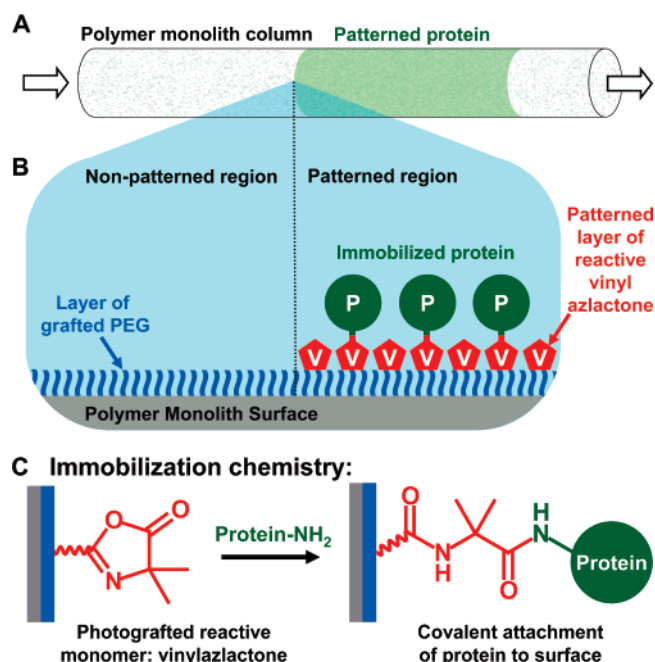 A
Polymer monolith column
Patterned protein
B
Non-patterned region
Patterned region
Patterned
layer of
reactive
vinyl
azlactone
Immobilized protein
P P P
Layer of
grafted PEG
V V V V V V V
Polymer Monolith Surface
C Immobilization chemistry:
O O
N
Protein-NH₂
O
N
H
O
H
N
Protein
Photografted reactive
monomer: vinylazlactone
Covalent attachment
of protein to surface